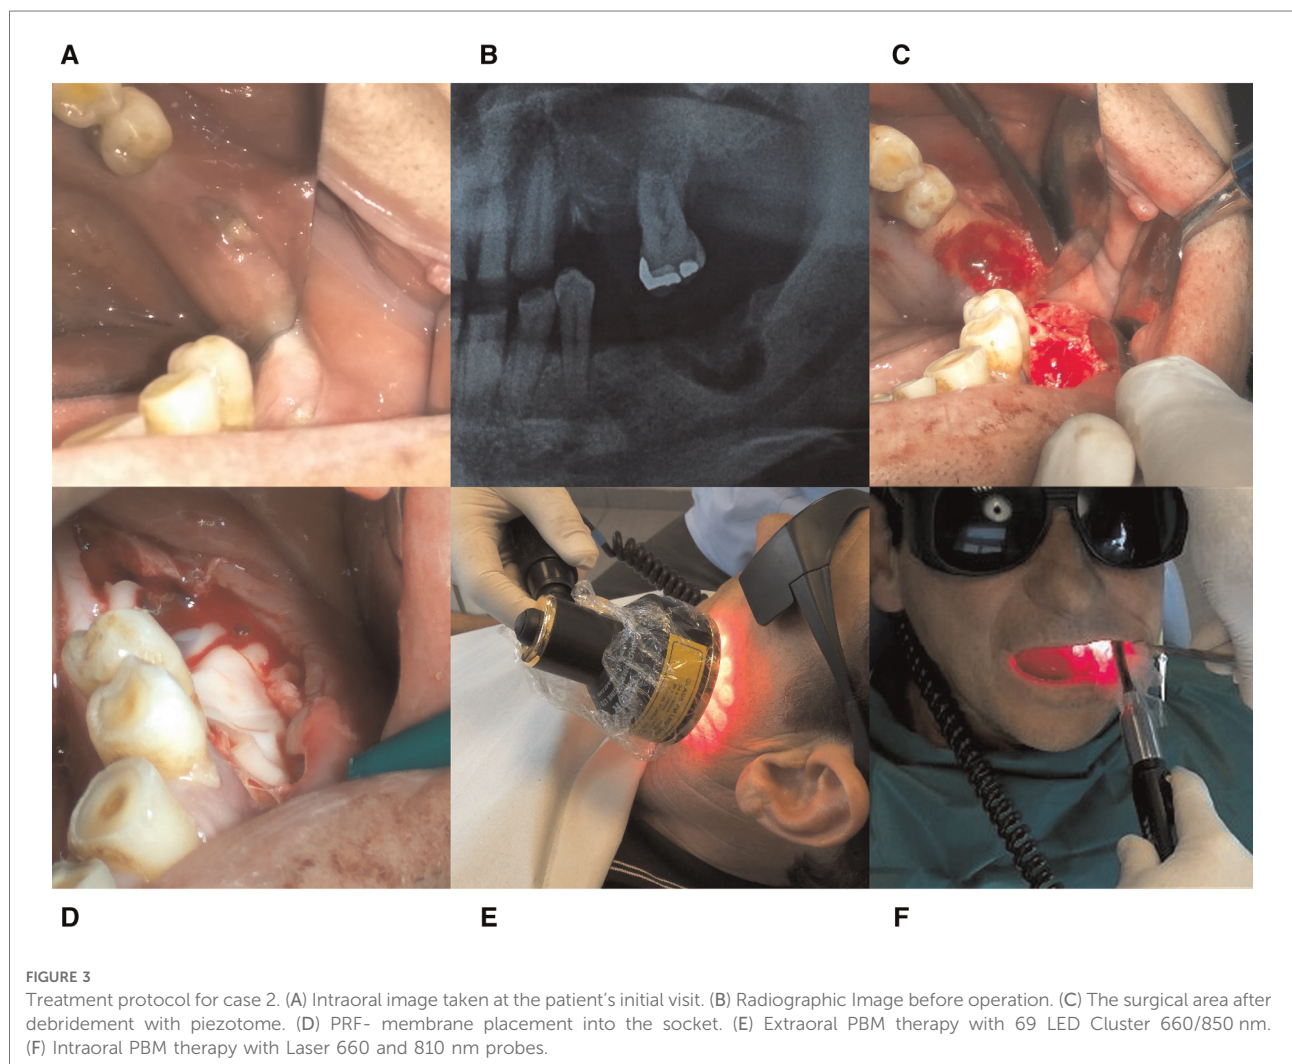 A
B
C
D
E
F
FIGURE 3
Treatment protocol for case 2. (A) Intraoral image taken at the patient's initial visit. (B) Radiographic Image before operation. (C) The surgical area after
debridement with piezotome. (D) PRF- membrane placement into the socket. (E) Extraoral PBM therapy with 69 LED Cluster 660/850 nm.
(F) Intraoral PBM therapy with Laser 660 and 810 nm probes.